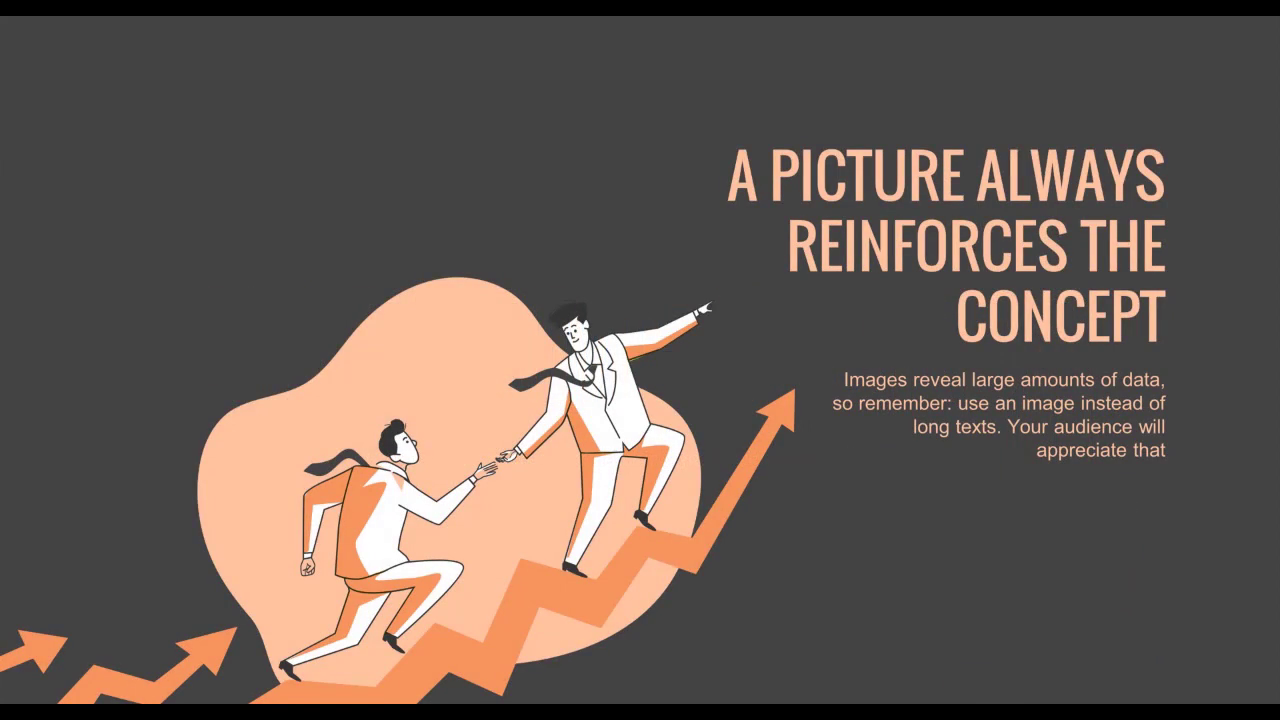 A PICTURE ALWAYS
REINFORCES THE
CONCEPT
Images reveal large amounts of data,
so remember: use an image instead of
long texts. Your audience will
appreciate that